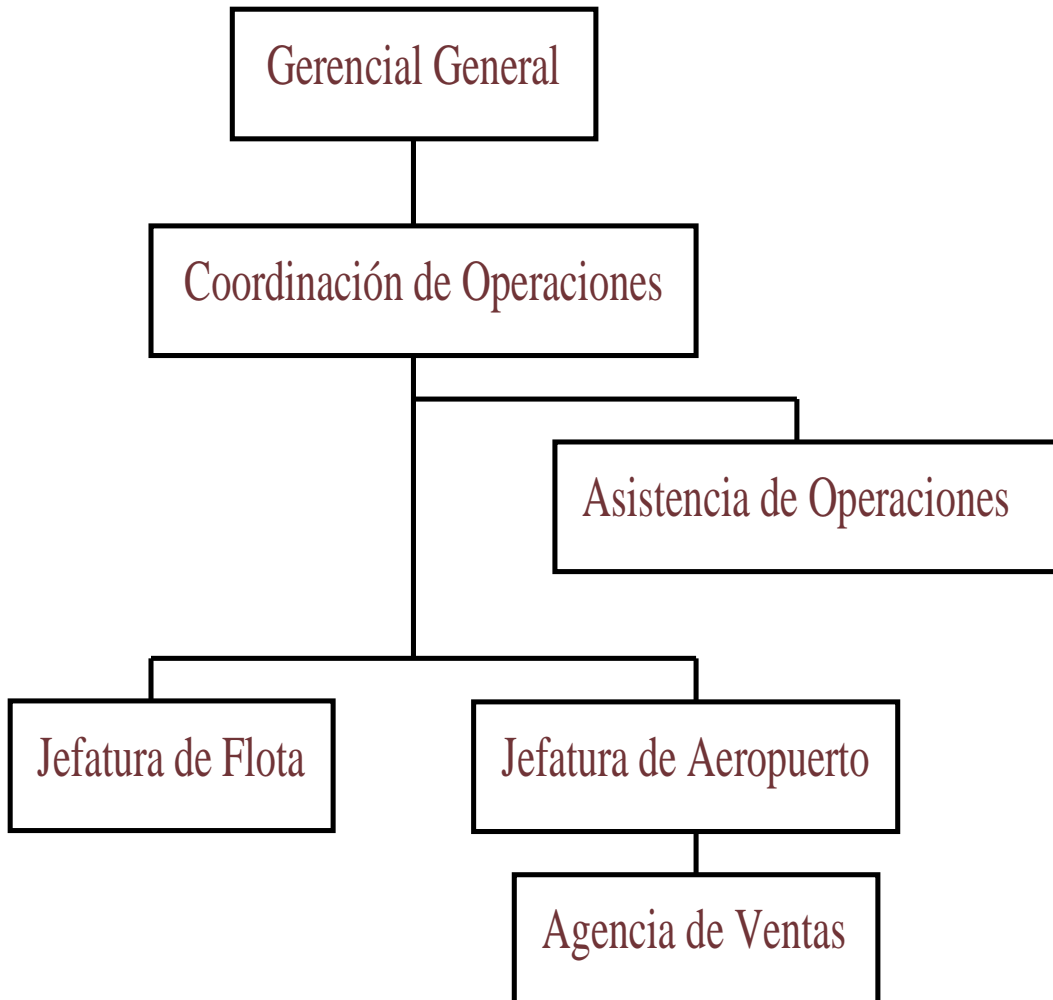 Gerencial General
Coordinación de Operaciones
Asistencia de Operaciones
Jefatura de Flota
Jefatura de Aeropuerto
Agencia de Ventas